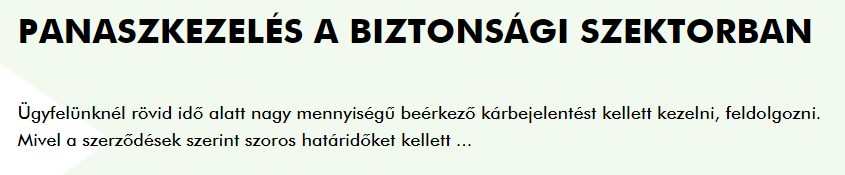 PANASZKEZELÉS A BIZTONSÁGI SZEKTORBAN
Ügyfelünknél rövid idő alatt nagy mennyiségű beérkező kárbejelentést kellett kezelni, feldolgozni.
Mivel a szerződések szerint szoros határidőket kellett ...